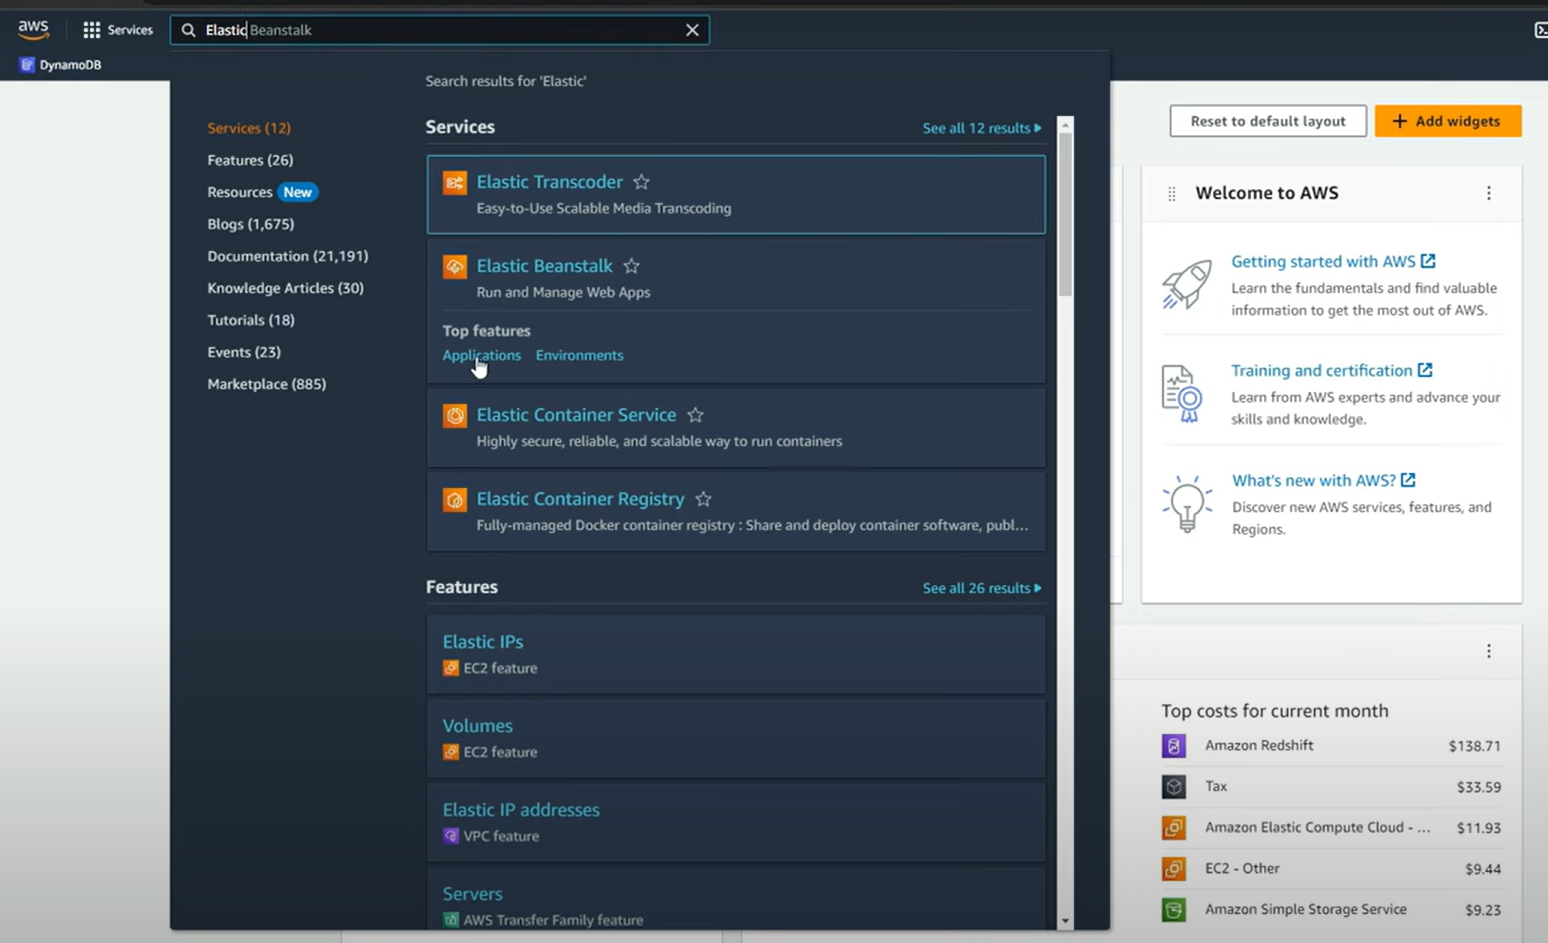 aws
Services
Elastic Beanstalk
DynamoDB
Search results for 'Elastic'
Services (12)
Features (26)
Resources New
Blogs (1,675)
Documentation (21,191)
Knowledge Articles (30)
Tutorials (18)
Events (23)
Marketplace (885)
Services
See all 12 results
Elastic Transcoder
Easy-to-Use Scalable Media Transcoding
Elastic Beanstalk
Run and Manage Web Apps
Top features
Applications Environments
Elastic Container Service
Highly secure, reliable, and scalable way to run containers
Elastic Container Registry
Fully-managed Docker container registry : Share and deploy container software, publ...
Features
See all 26 results
Elastic IPs
EC2 feature
Volumes
EC2 feature
Elastic IP addresses
VPC feature
Servers
AWS Transfer Family feature
Reset to default layout
+ Add widgets
Welcome to AWS
Getting started with AWS
Learn the fundamentals and find valuable
information to get the most out of AWS.
Training and certification
Learn from AWS experts and advance your
skills and knowledge.
What's new with AWS?
Discover new AWS services, features, and
Regions.
Top costs for current month
Amazon Redshift $138.71
Tax $33.59
Amazon Elastic Compute Cloud - ... $11.93
EC2 - Other $9.44
Amazon Simple Storage Service $9.23